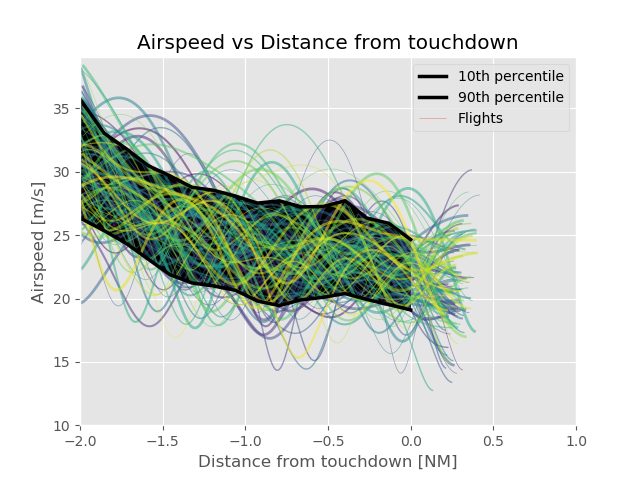 Airspeed vs Distance from touchdown
10th percentile
90th percentile
Flights
Airspeed [m/s]
35
30
25
20
15
10
−2.0 −1.5 −1.0 −0.5 0.0 0.5 1.0
Distance from touchdown [NM]